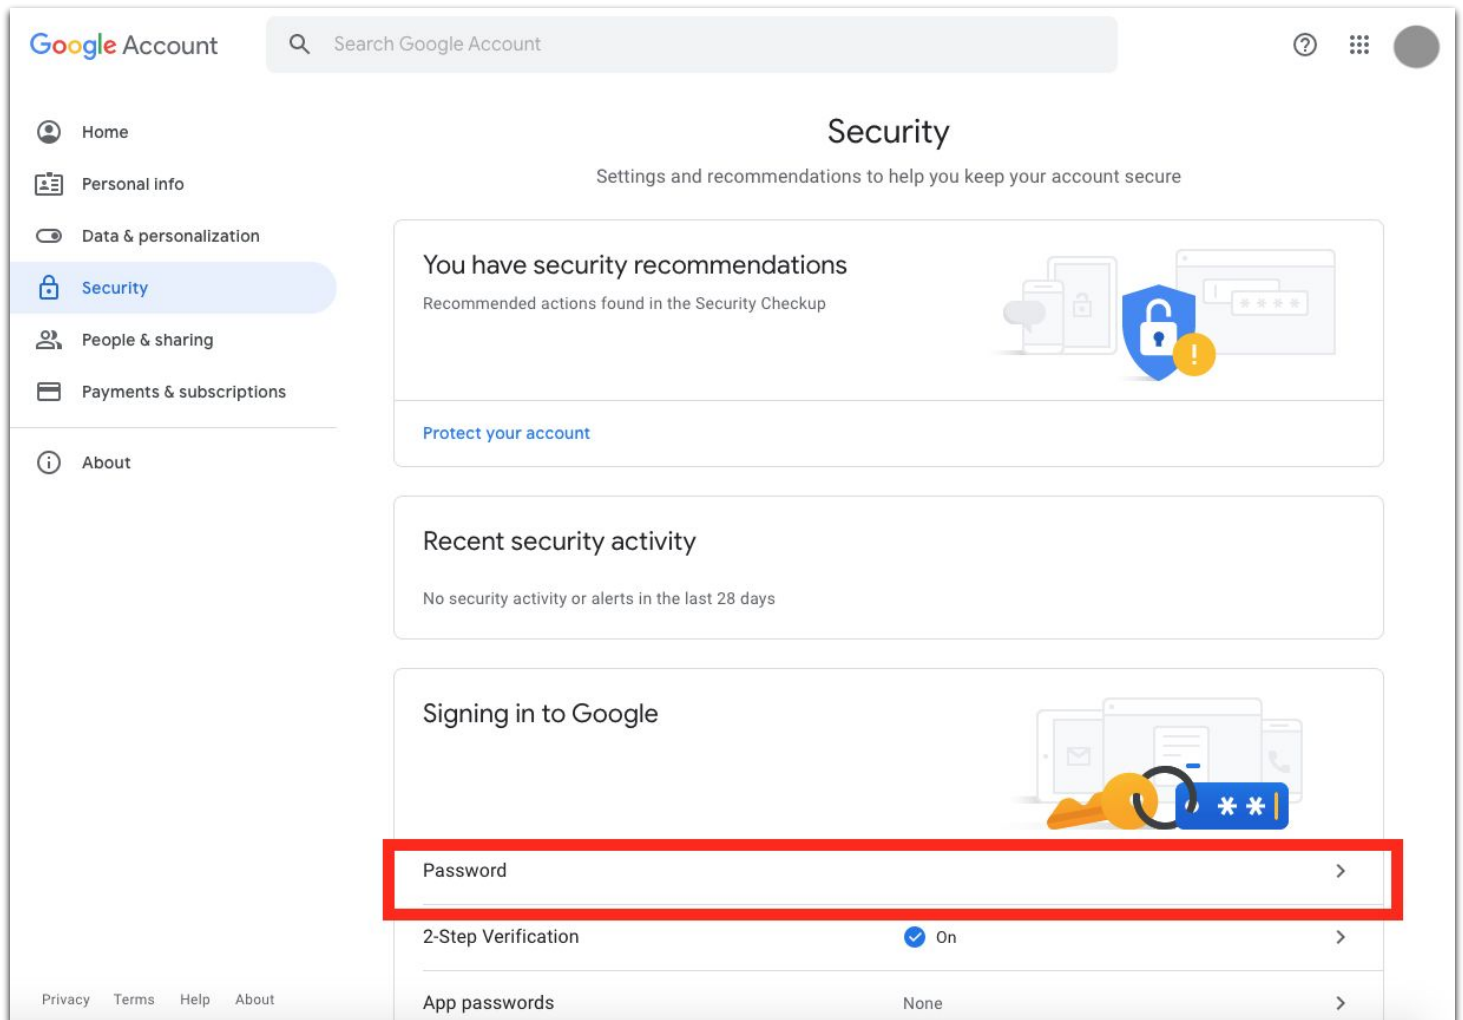 Google Account
Search Google Account
Home
Personal info
Data & personalization
Security
People & sharing
Payments & subscriptions
About
Security
Settings and recommendations to help you keep your account secure
You have security recommendations
Recommended actions found in the Security Checkup
Protect your account
Recent security activity
No security activity or alerts in the last 28 days
Signing in to Google
Password
2-Step Verification On
App passwords None
Privacy Terms Help About